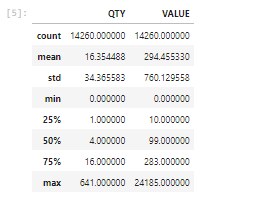 [5]:
QTY VALUE
count 14260.000000 14260.000000
mean 16.354488 294.455330
std 34.365583 760.129558
min 0.000000 0.000000
25% 1.000000 10.000000
50% 4.000000 99.000000
75% 16.000000 283.000000
max 641.000000 24185.000000